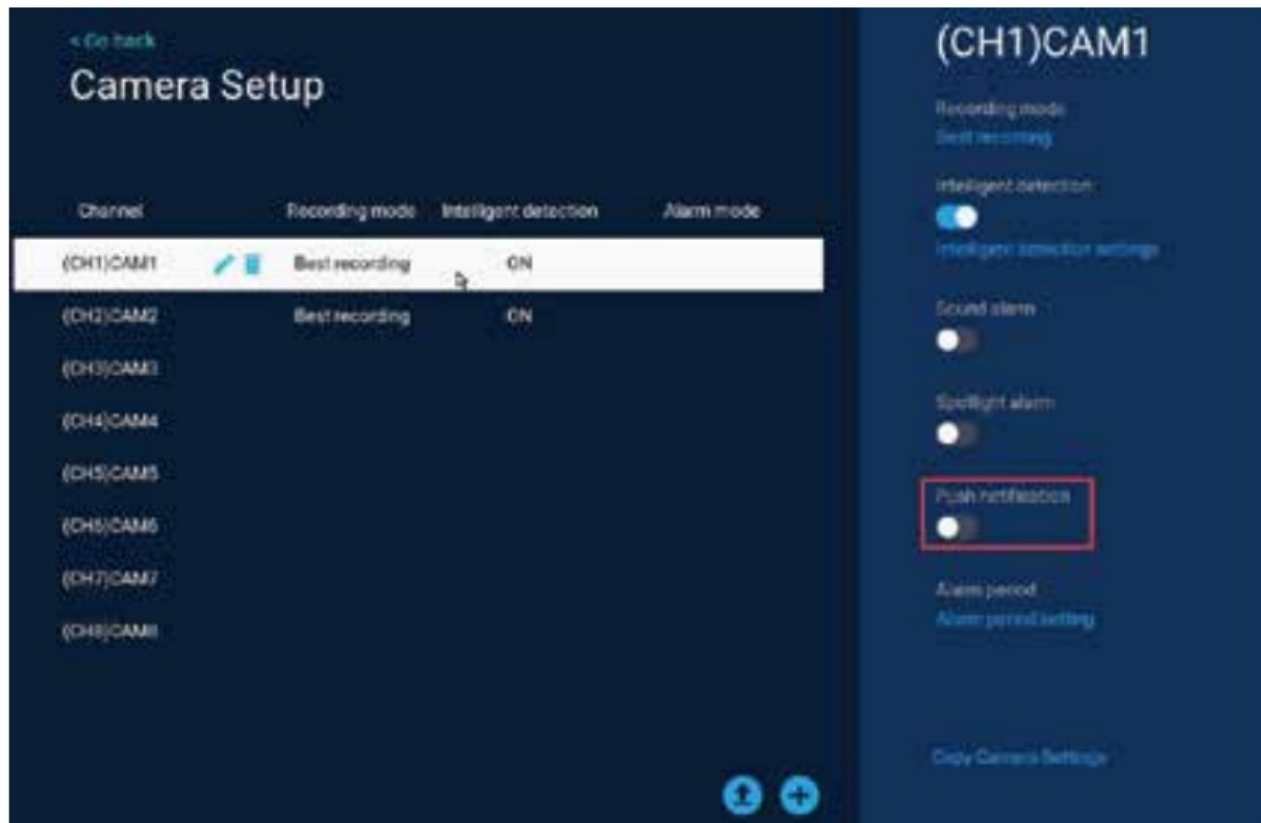 < Go back
Camera Setup
Channel Recording mode Intelligent detection Alarm mode
(CH1)CAM1 Best recording ON
(CH2)CAM2 Best recording ON
(CH3)CAM3
(CH4)CAM4
(CH5)CAM5
(CH6)CAM6
(CH7)CAM7
(CH8)CAM8
(CH1)CAM1
Recording mode
Best recording
Intelligent detection
Intelligent detection settings
Sound alarm
Spotlight alarm
Push notification
Alarm period
Alarm period setting
Copy Camera Settings